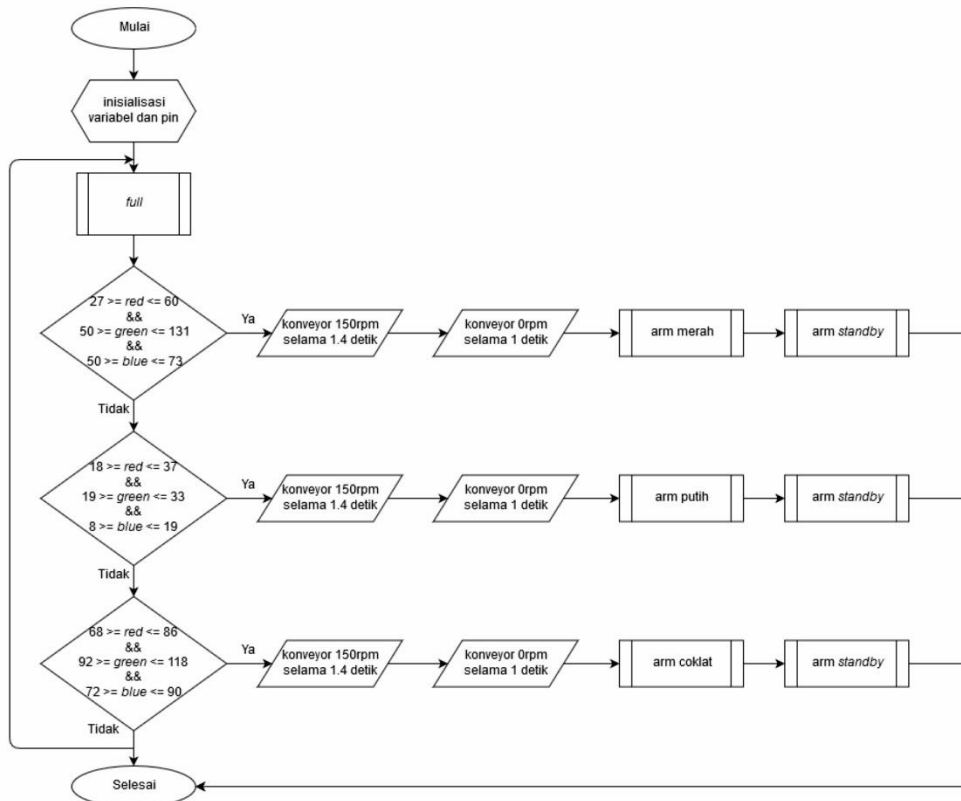 Mulai
inisialisasi
variabel dan pin
full
27 >= red <= 60
&&
50 >= green <= 131
&&
50 >= blue <= 73
Ya
konveyor 150rpm
selama 1.4 detik
konveyor 0rpm
selama 1 detik
arm merah
arm standby
Tidak
18 >= red <= 37
&&
19 >= green <= 33
&&
8 >= blue <= 19
Ya
konveyor 150rpm
selama 1.4 detik
konveyor 0rpm
selama 1 detik
arm putih
arm standby
Tidak
68 >= red <= 86
&&
92 >= green <= 118
&&
72 >= blue <= 90
Ya
konveyor 150rpm
selama 1.4 detik
konveyor 0rpm
selama 1 detik
arm coklat
arm standby
Tidak
Selesai